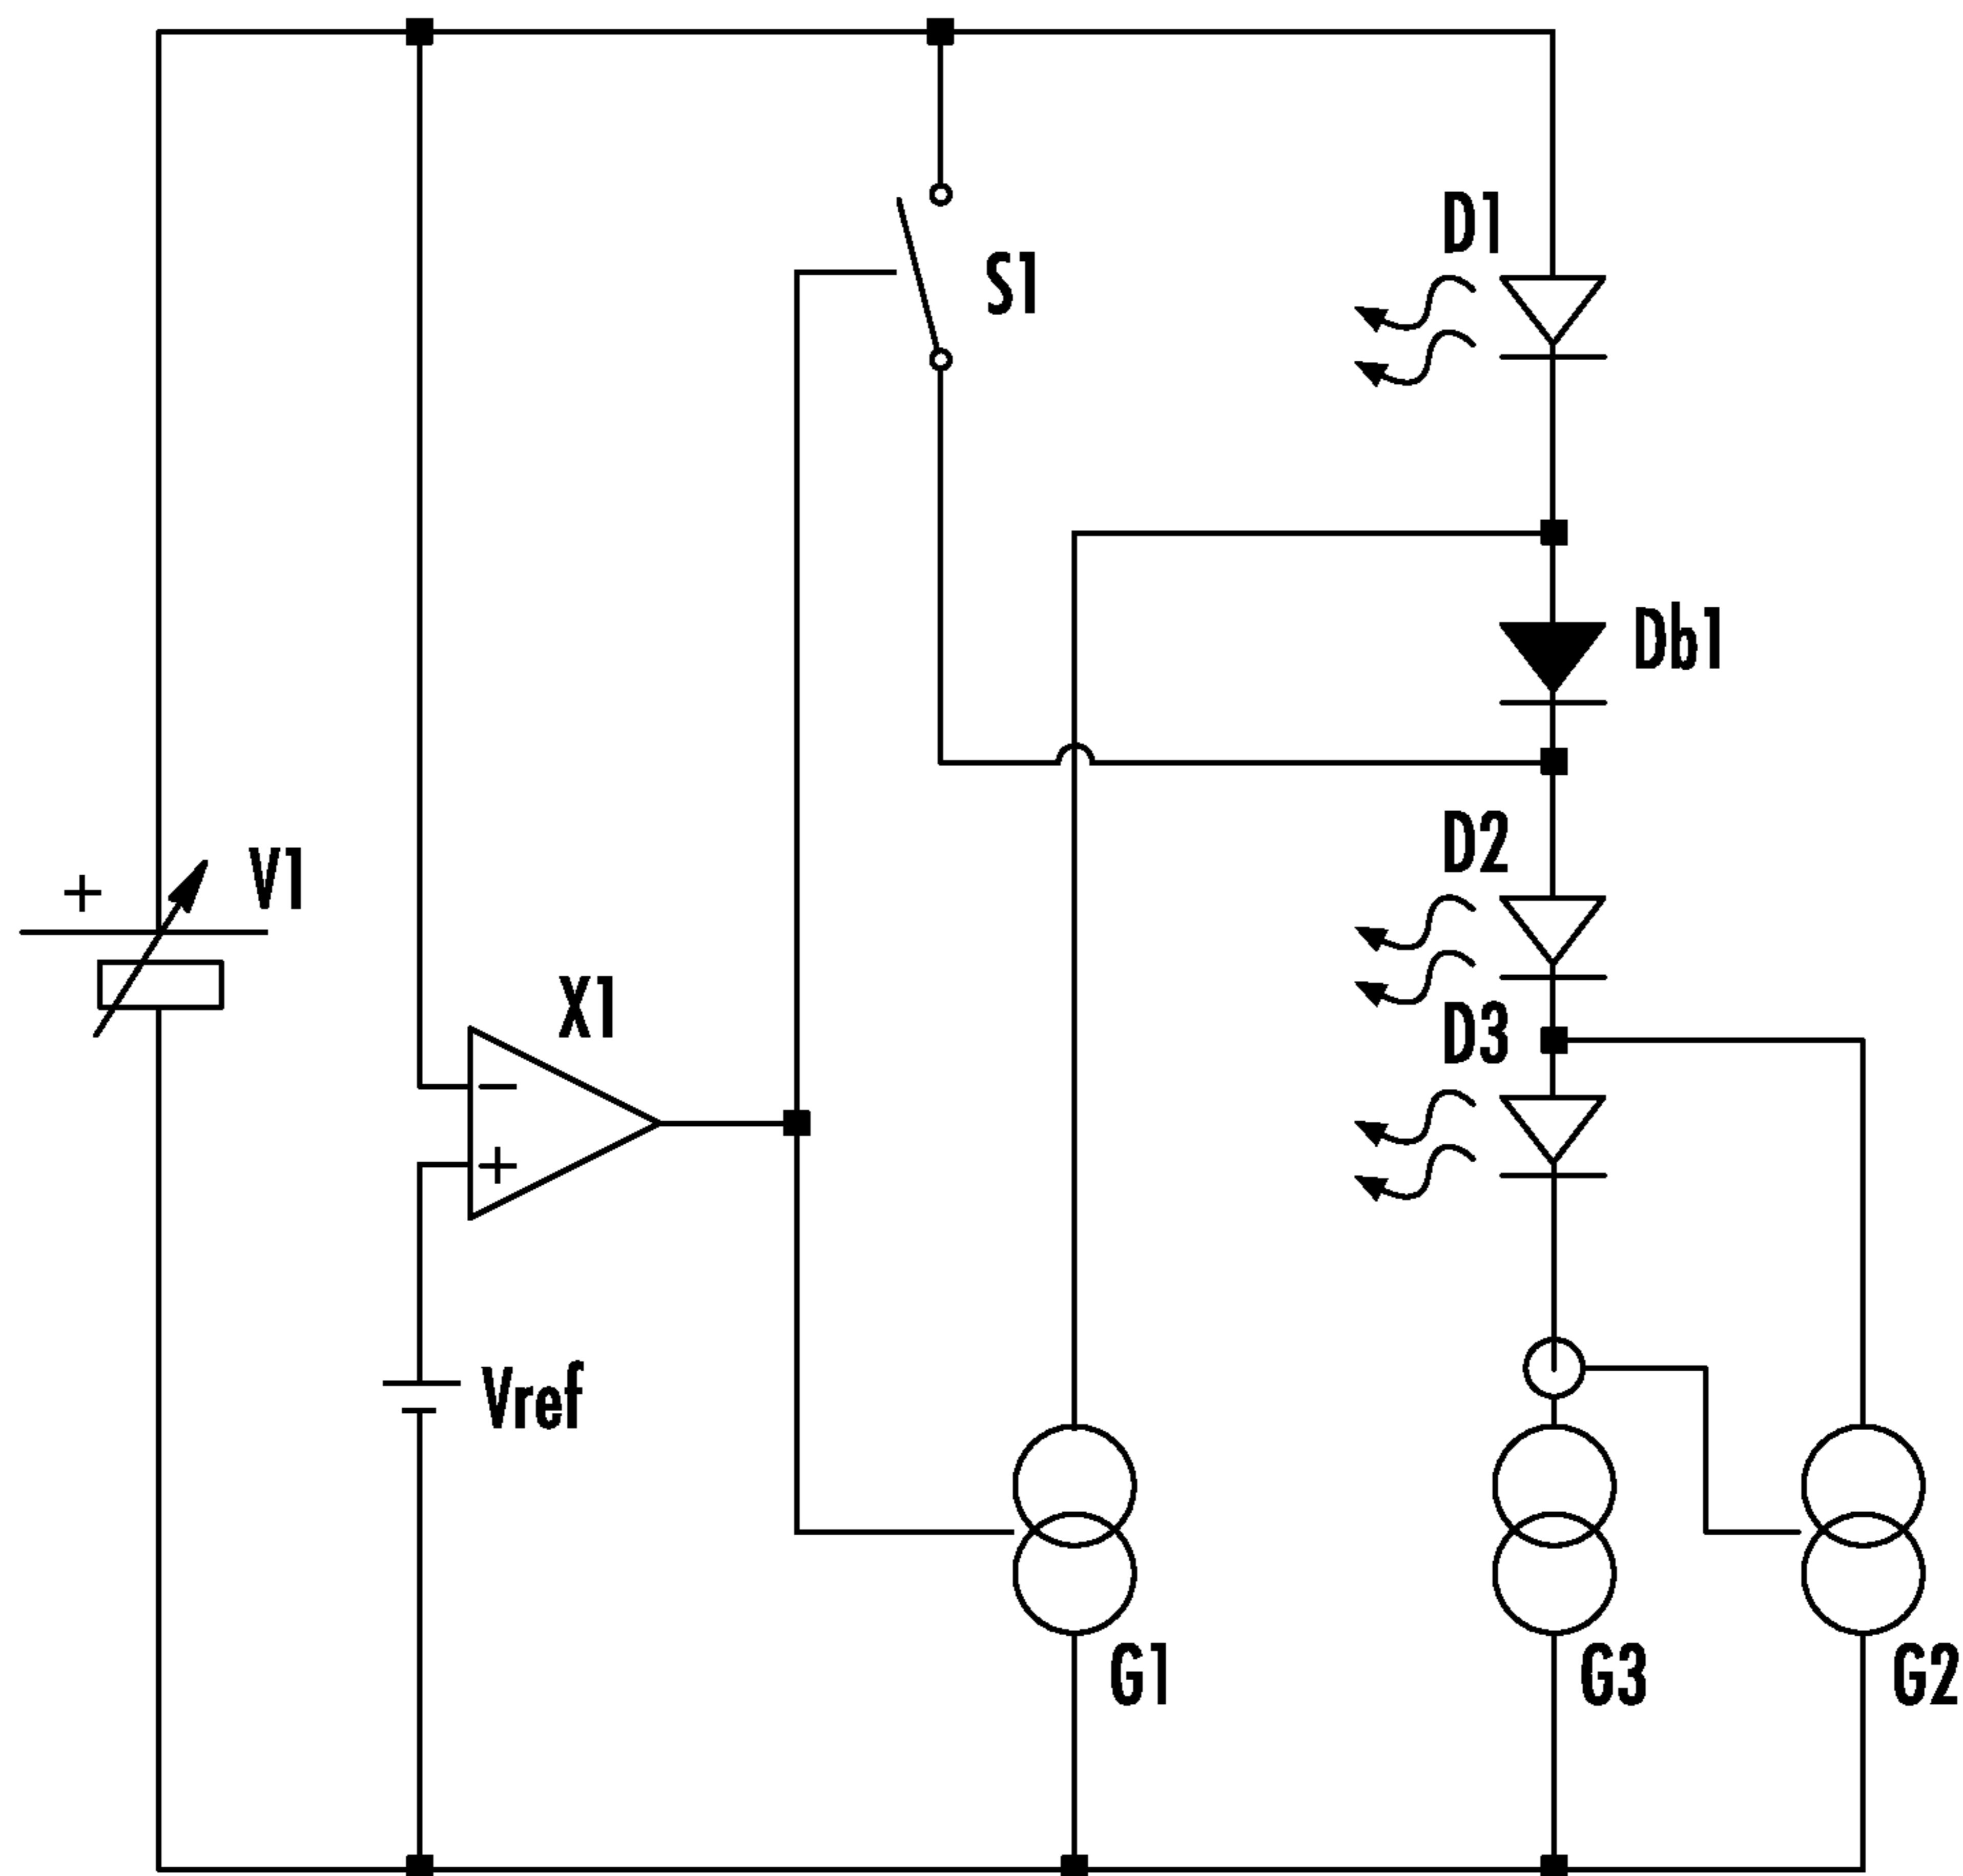 D1
S1
Db1
D2
+
V1
X1
D3
−
+
Vref
G1
G3
G2